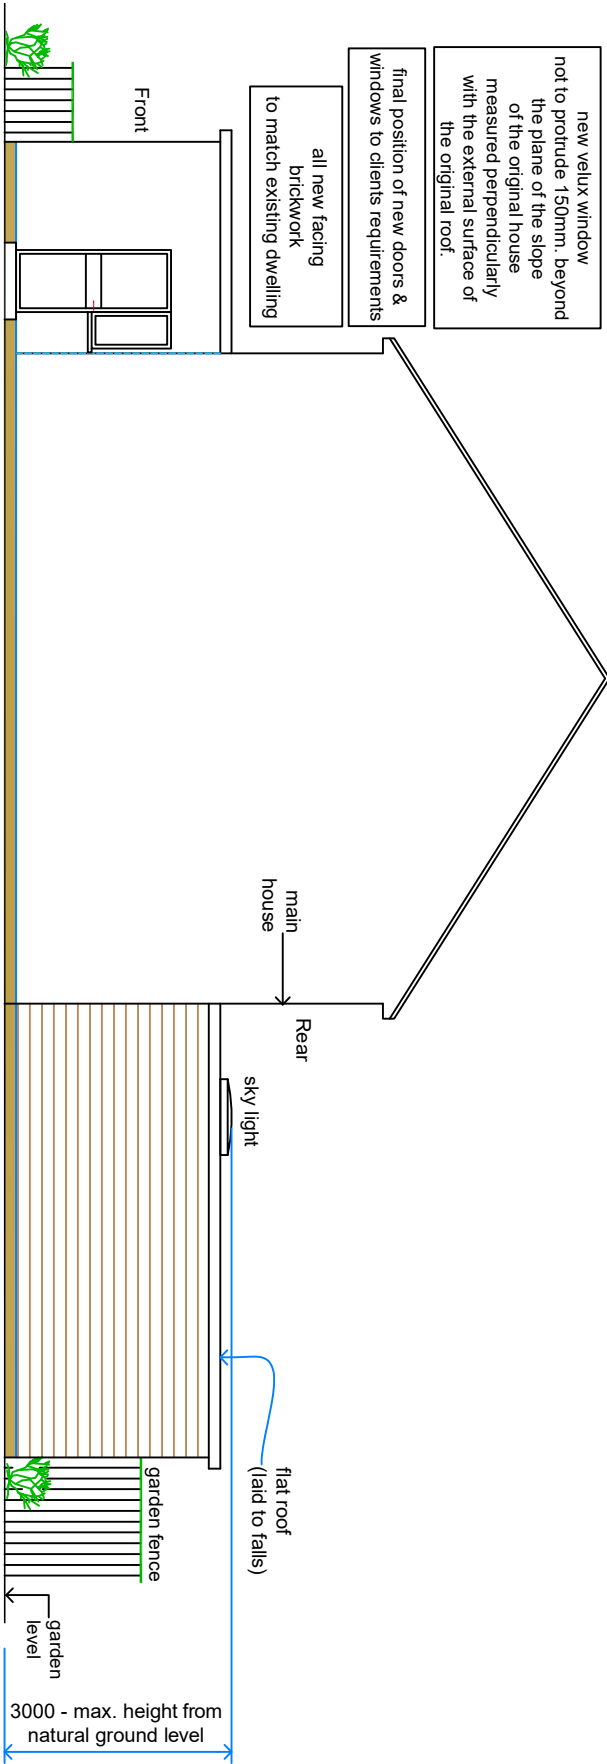 new velux window
not to protrude 150mm. beyond
the plane of the slope
of the original house
measured perpendicularly
with the external surface of
the original roof.
final position of new doors &
windows to clients requirements
all new facing
brickwork
to match existing dwelling
Front
main
house
Rear
sky light
flat roof
(laid to falls)
garden fence
garden
level
3000 - max. height from
natural ground level